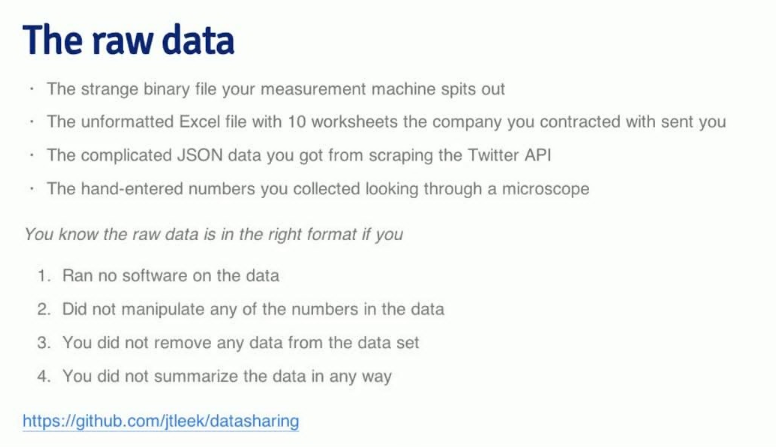 The raw data
· The strange binary file your measurement machine spits out
· The unformatted Excel file with 10 worksheets the company you contracted with sent you
· The complicated JSON data you got from scraping the Twitter API
· The hand-entered numbers you collected looking through a microscope
You know the raw data is in the right format if you
1. Ran no software on the data
2. Did not manipulate any of the numbers in the data
3. You did not remove any data from the data set
4. You did not summarize the data in any way
https://github.com/jtleek/datasharing